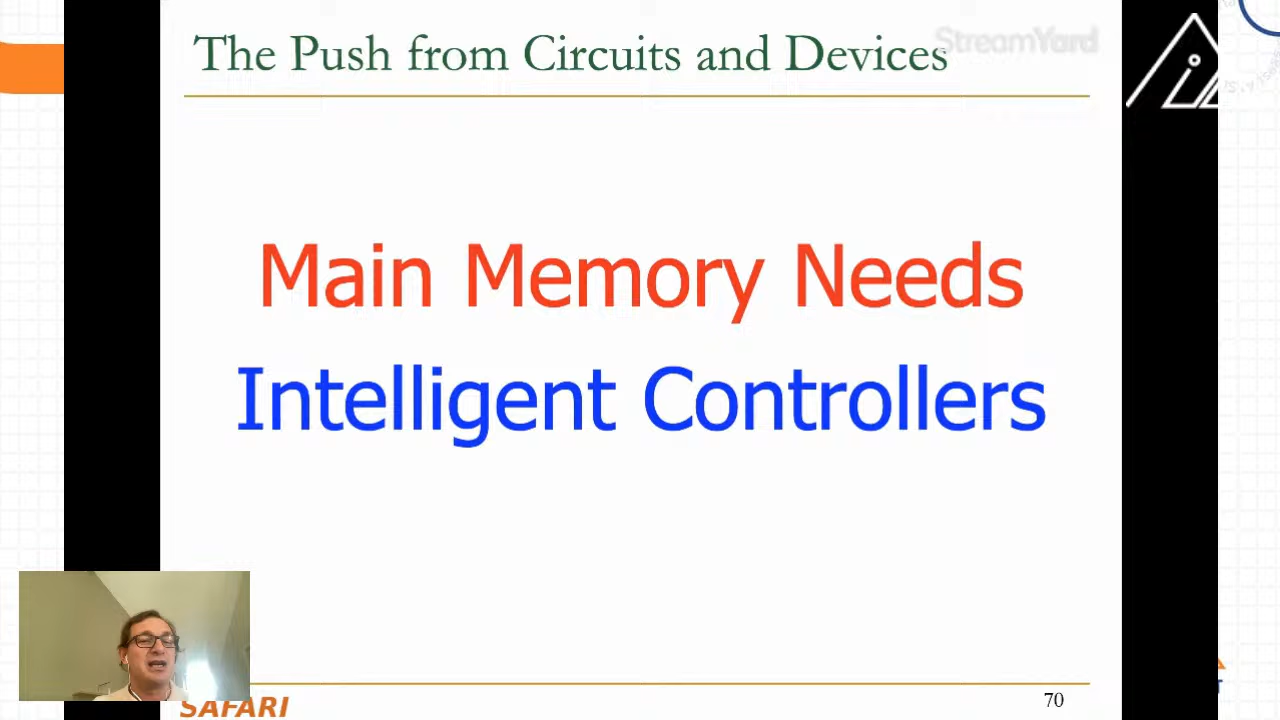 The Push from Circuits and Devices
StreamYard
Main Memory Needs
Intelligent Controllers
SAFARI
70